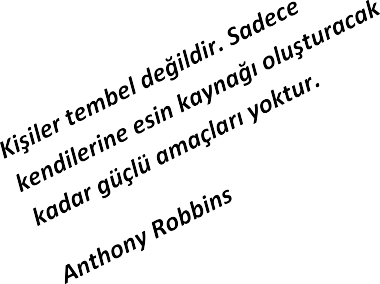 Kişiler tembel değildir. Sadece
kendilerine esin kaynağı oluşturacak
kadar güçlü amaçları yoktur.
Anthony Robbins